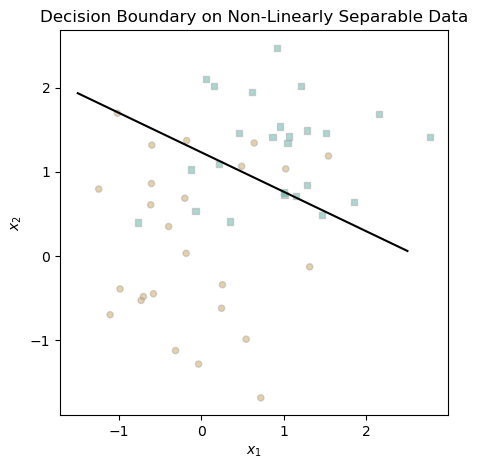 Decision Boundary on Non-Linearly Separable Data
2
1
0
−1
x₂
−1
0
1
2
x₁